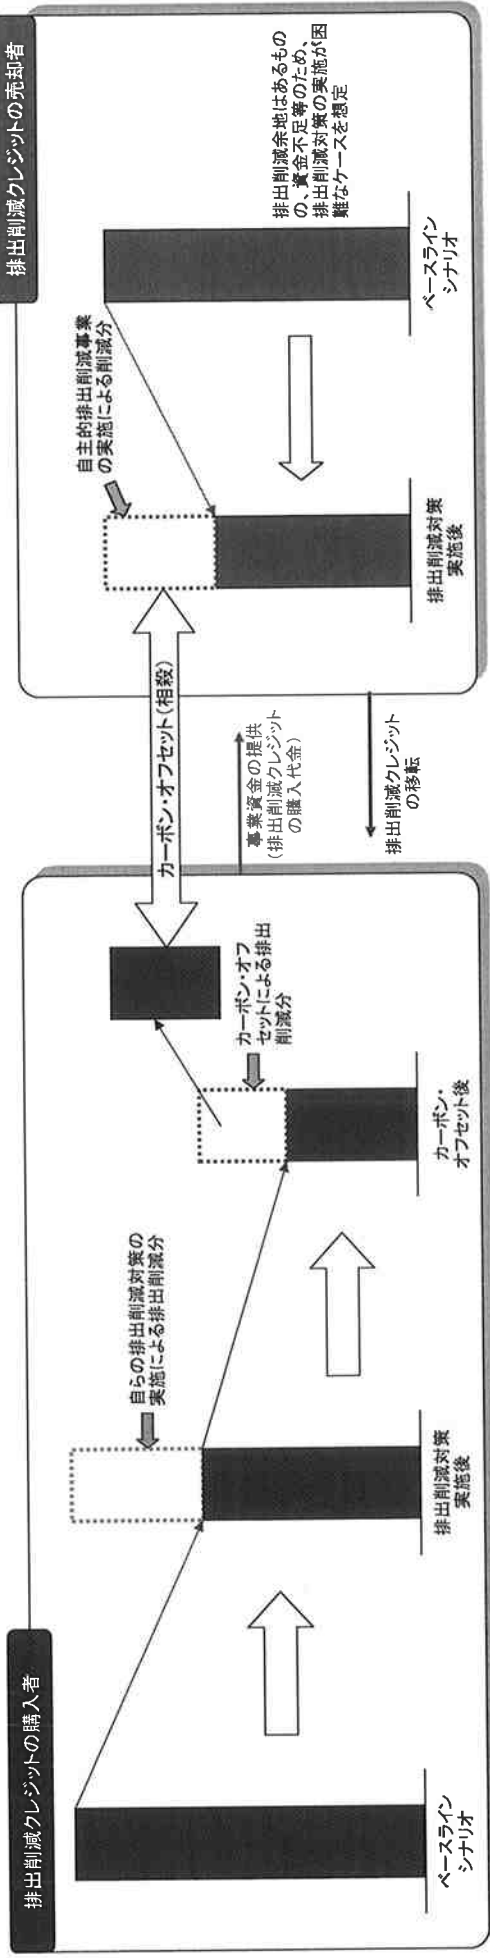 排出削減クレジットの購入者
ベースライン
シナリオ
自らの排出削減対策の
実施による排出削減分
排出削減対策
実施後
カーボン・オフ
セットによる排出
削減分
カーボン・
オフセット後
カーボン・オフセット(相殺)
事業資金の提供
(排出削減クレジット
の購入代金)
排出削減クレジット
の移転
排出削減クレジットの売却者
自主的排出削減事業
の実施による削減分
排出削減対策
実施後
排出削減余地はあるもの
の、資金不足等のため、
排出削減対策の実施が困
難なケースを想定
ベースライン
シナリオ